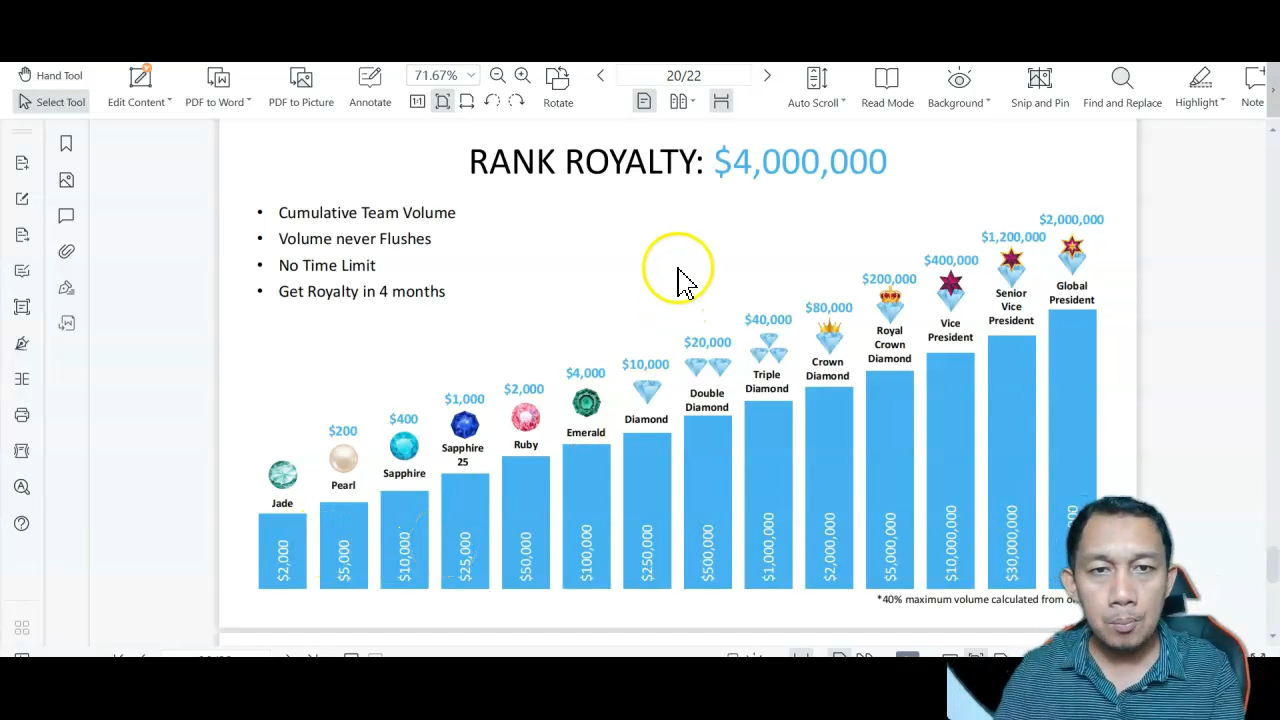 Hand Tool
Select Tool
Edit Content
PDF to Word
PDF to Picture
Annotate
71.67%
20/22
Rotate
Auto Scroll
Read Mode
Background
Snip and Pin
Find and Replace
Highlight
Note
RANK ROYALTY: $4,000,000
• Cumulative Team Volume
• Volume never Flushes
• No Time Limit
• Get Royalty in 4 months
Jade
$2,000
$200
Pearl
$5,000
$400
Sapphire
$10,000
$1,000
Sapphire
25
$25,000
$2,000
Ruby
$50,000
$4,000
Emerald
$100,000
$10,000
Diamond
$250,000
$20,000
Double
Diamond
$500,000
$40,000
Triple
Diamond
$1,000,000
$80,000
Crown
Diamond
$2,000,000
$200,000
Royal
Crown
Diamond
$5,000,000
$400,000
Vice
President
$10,000,000
$1,200,000
Senior
Vice
President
$30,000,000
$2,000,000
Global
President
*40% maximum volume calculated from